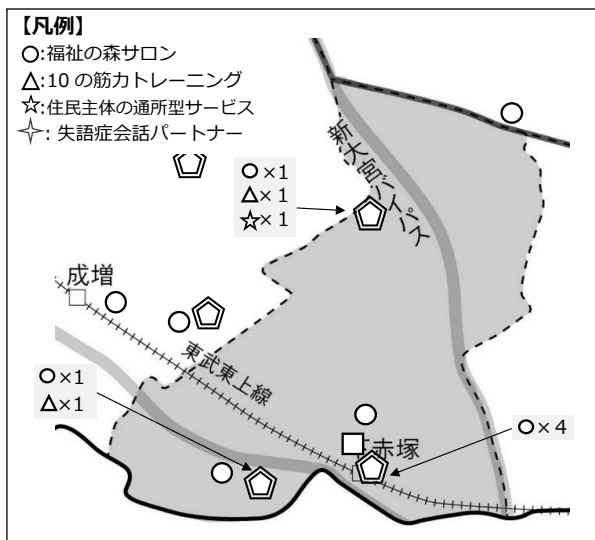 【凡例】
○:福祉の森サロン
△:10 の筋力トレーニング
☆:住民主体の通所型サービス
✧: 失語症会話パートナー
新大宮バイパス
○×1
△×1
☆×1
成増
東武東上線
○×1
△×1
下赤塚
○×4